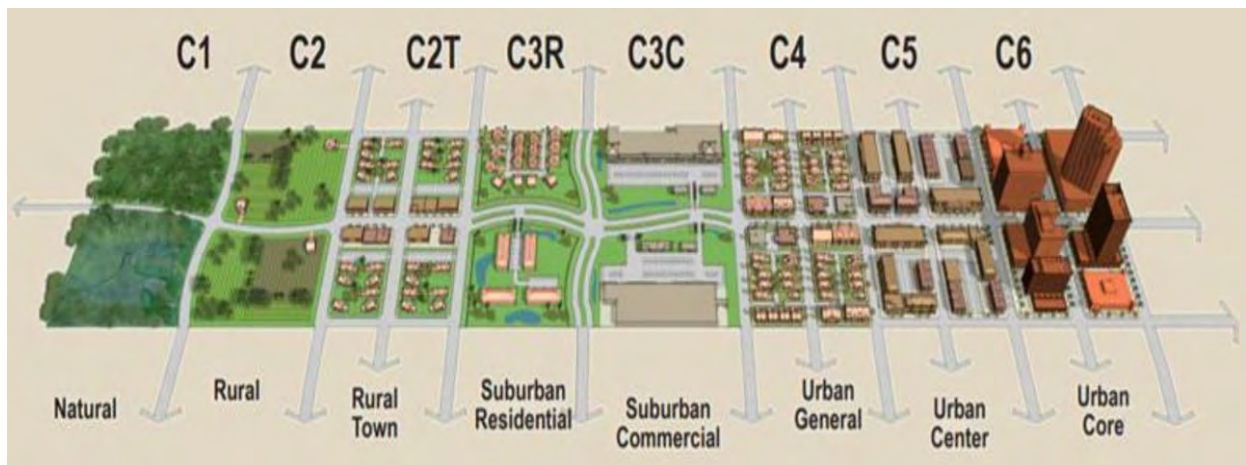 C1
C2
C2T
C3R
C3C
C4
C5
C6
Natural
Rural
Rural
Town
Suburban
Residential
Suburban
Commercial
Urban
General
Urban
Center
Urban
Core